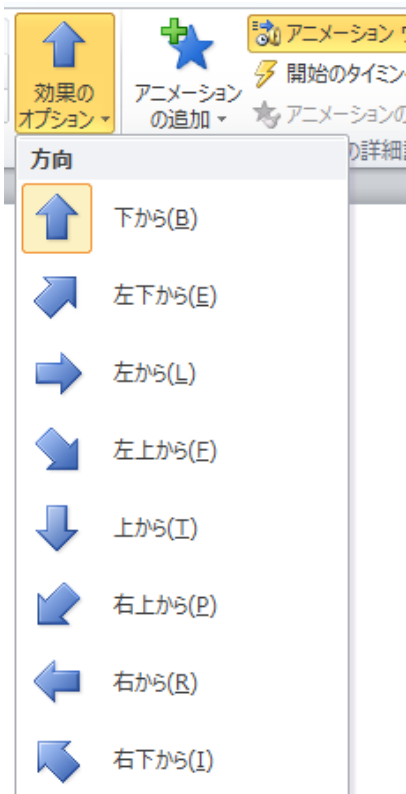 効果の
オプション
アニメーション
の追加
アニメーション
開始のタイミン
アニメーションの
の詳細
方向
下から(B)
左下から(E)
左から(L)
左上から(F)
上から(T)
右上から(P)
右から(R)
右下から(I)